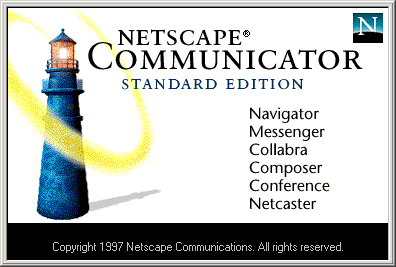 NETSCAPE®
N
COMMUNICATOR
STANDARD EDITION
Navigator
Messenger
Collabra
Composer
Conference
Netcaster
Copyright 1997 Netscape Communications. All rights reserved.